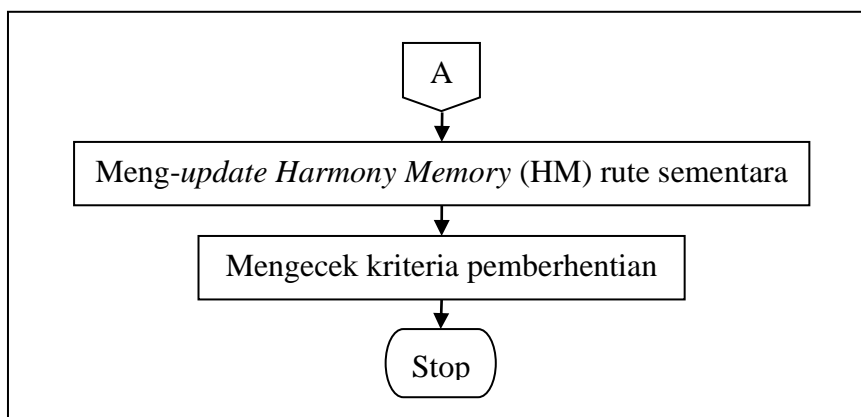 A
Meng-update Harmony Memory (HM) rute sementara
Mengecek kriteria pemberhentian
Stop